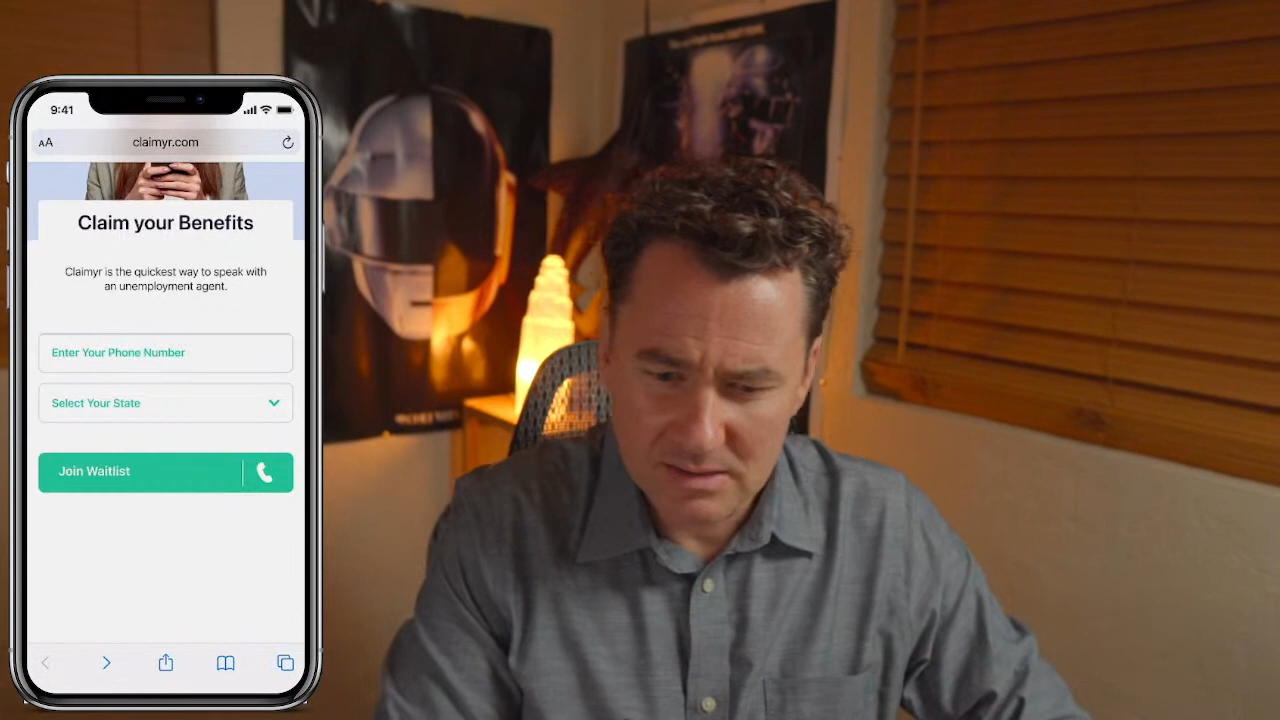 9:41
AA
claimyr.com
Claim your Benefits
Claimyr is the quickest way to speak with
an unemployment agent.
Enter Your Phone Number
Select Your State
Join Waitlist